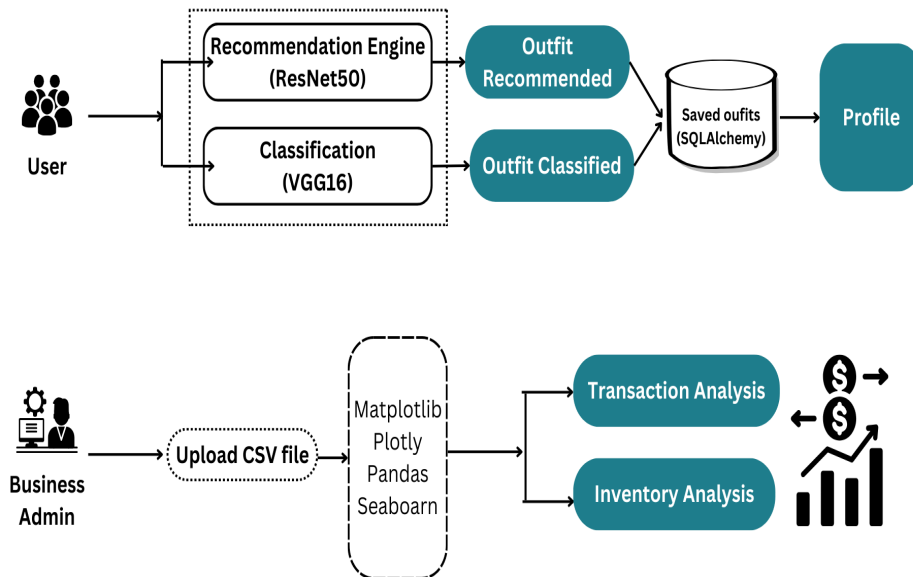 Recommendation Engine
(ResNet50)
Outfit
Recommended
Saved oufits
(SQLAlchemy)
Profile
User
Classification
(VGG16)
Outfit Classified
Business
Admin
Upload CSV file
Matplotlib
Plotly
Pandas
Seaboarn
Transaction Analysis
Inventory Analysis
$
$